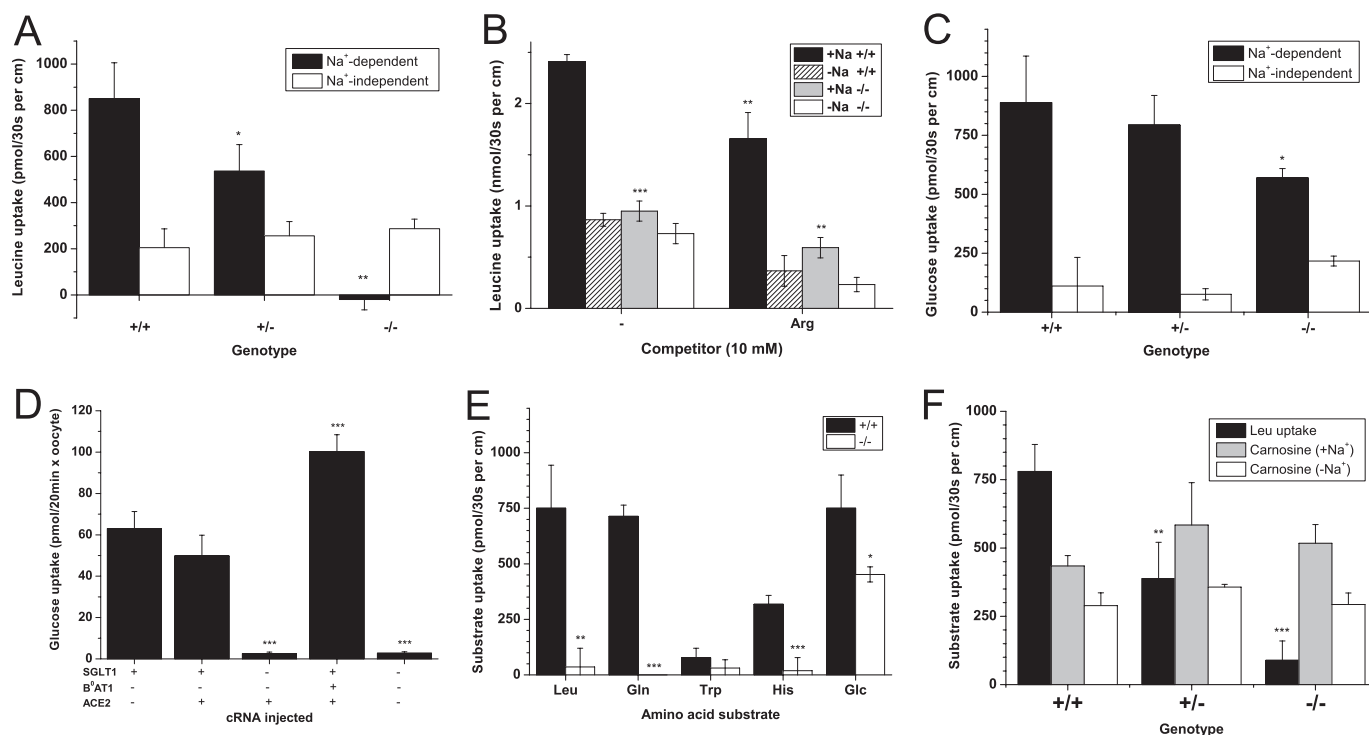 A
Leucine uptake (pmol/30s per cm)
1000
800
600
400
200
0
Na⁺-dependent
Na⁺-independent
*
**
+/+
+/-
-/-
Genotype
B
Leucine uptake (nmol/30s per cm)
2
1
0
+Na +/+
-Na +/+
+Na -/-
-Na -/-
***
**
**
-
Arg
Competitor (10 mM)
C
Glucose uptake (pmol/30s per cm)
1000
750
500
250
0
Na⁺-dependent
Na⁺-independent
*
+/+
+/-
-/-
Genotype
D
Glucose uptake (pmol/20min x oocyte)
120
100
80
60
40
20
0
***
***
***
SGLT1 + + - + -
B⁰AT1 - - - + -
ACE2 - + + + -
cRNA injected
E
Substrate uptake (pmol/30s per cm)
1000
750
500
250
0
+/+
-/-
**
***
***
*
Leu Gln Trp His Glc
Amino acid substrate
F
Substrate uptake (pmol/30s per cm)
1000
750
500
250
0
Leu uptake
Carnosine (+Na⁺)
Carnosine (-Na⁺)
**
***
+/+
+/-
-/-
Genotype